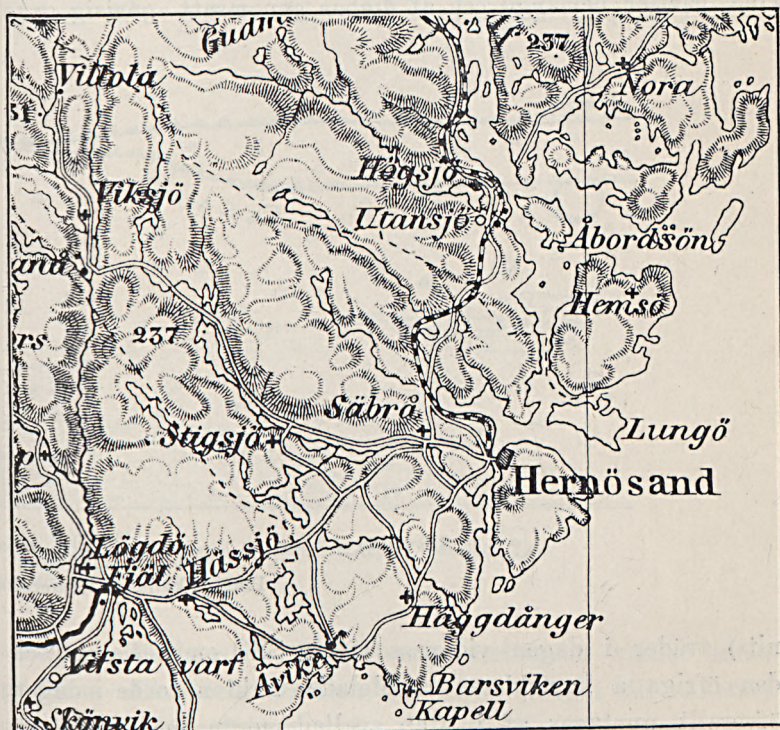 237
Nora
Viksjö
Högsjö
Utansjö
Åbordsön
Hemsö
237
Säbrå
Stigsjö
Lungö
Hernösand
Lögdö
Fjäl
Hässjö
Häggdånger
Vifsta varf
Åvike
Barsviken
Kapell
Skönvik